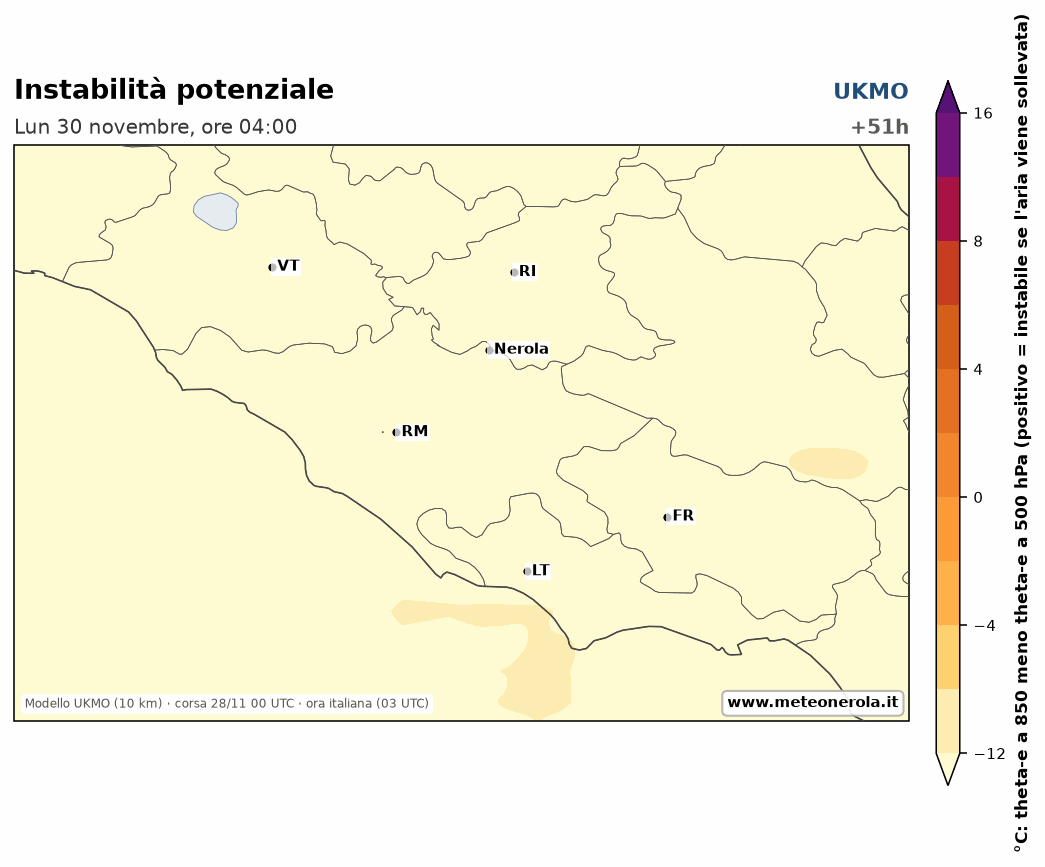 Instabilità potenziale
UKMO
Lun 30 novembre, ore 04:00
+51h
VT
RI
Nerola
RM
FR
LT
Modello UKMO (10 km) · corsa 28/11 00 UTC · ora italiana (03 UTC)
www.meteonerola.it
16
8
4
0
−4
−12
°C: theta-e a 850 meno theta-e a 500 hPa (positivo = instabile se l'aria viene sollevata)